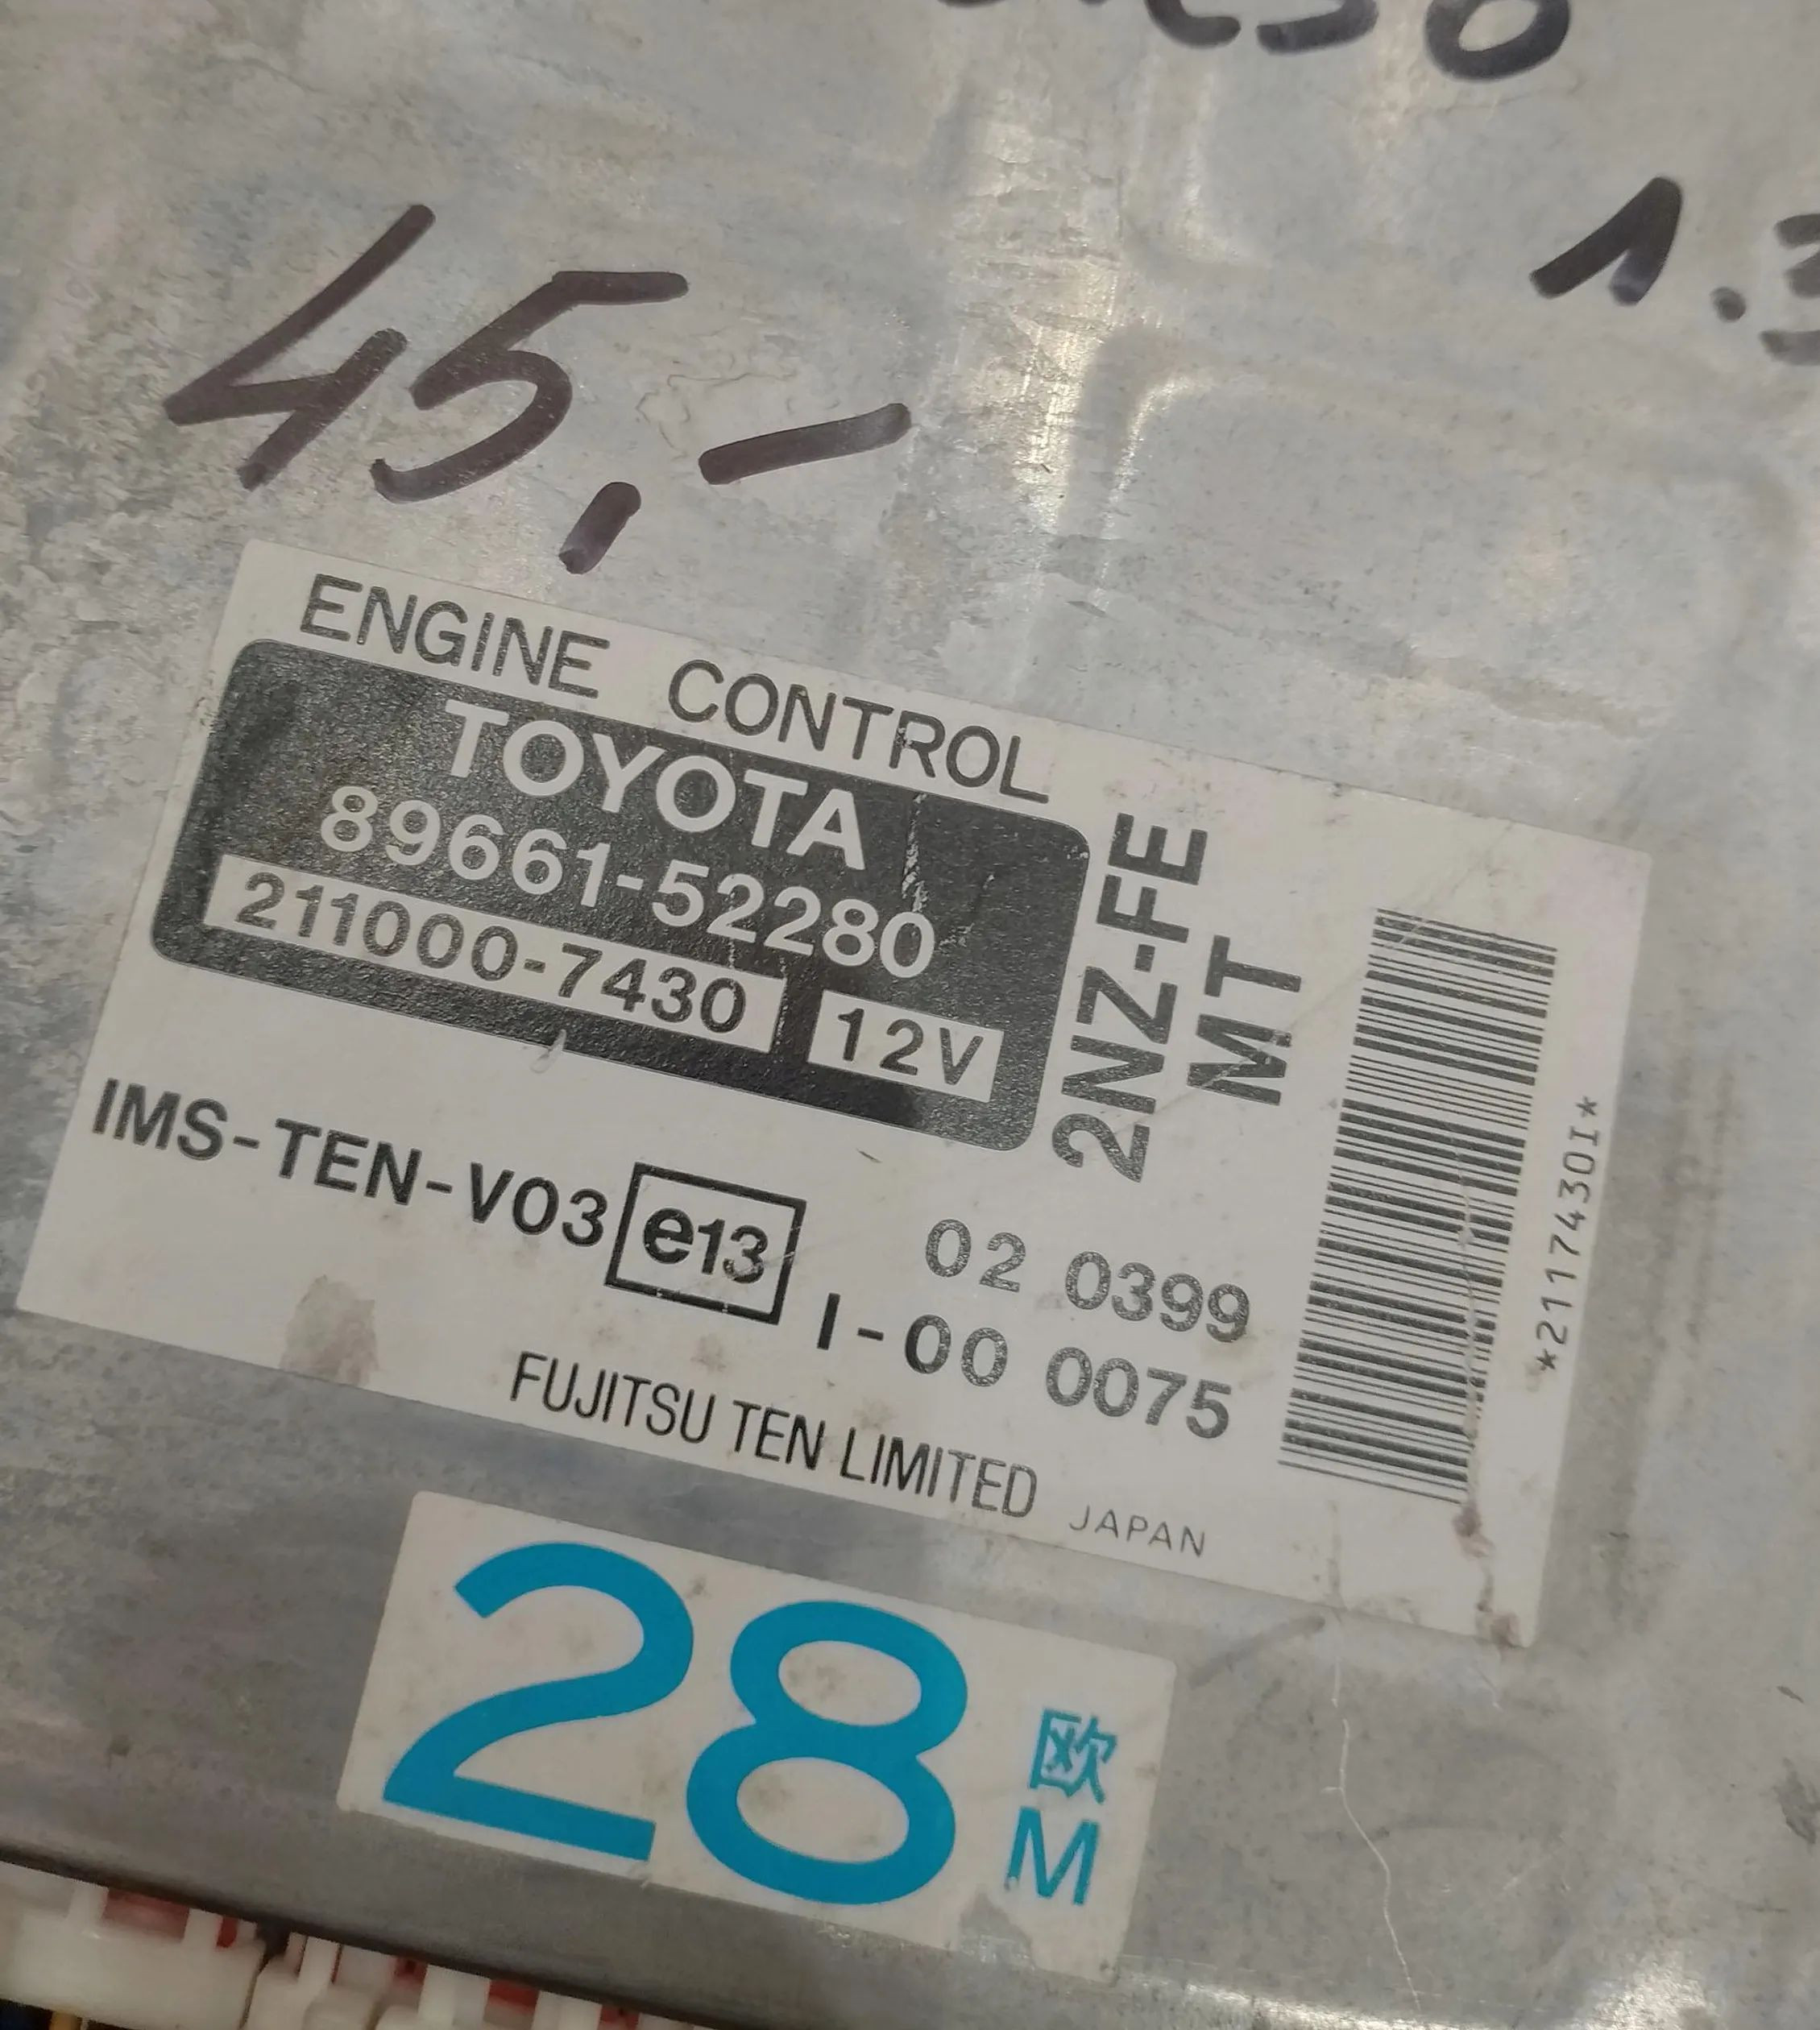 1.3
45,-
ENGINE CONTROL
TOYOTA
89661-52280
211000-7430 12V
2NZ-FE
MT
IMS-TEN-V03 e13 02 0399
I-00 0075
FUJITSU TEN LIMITED JAPAN
*2117430I*
28 欧
M